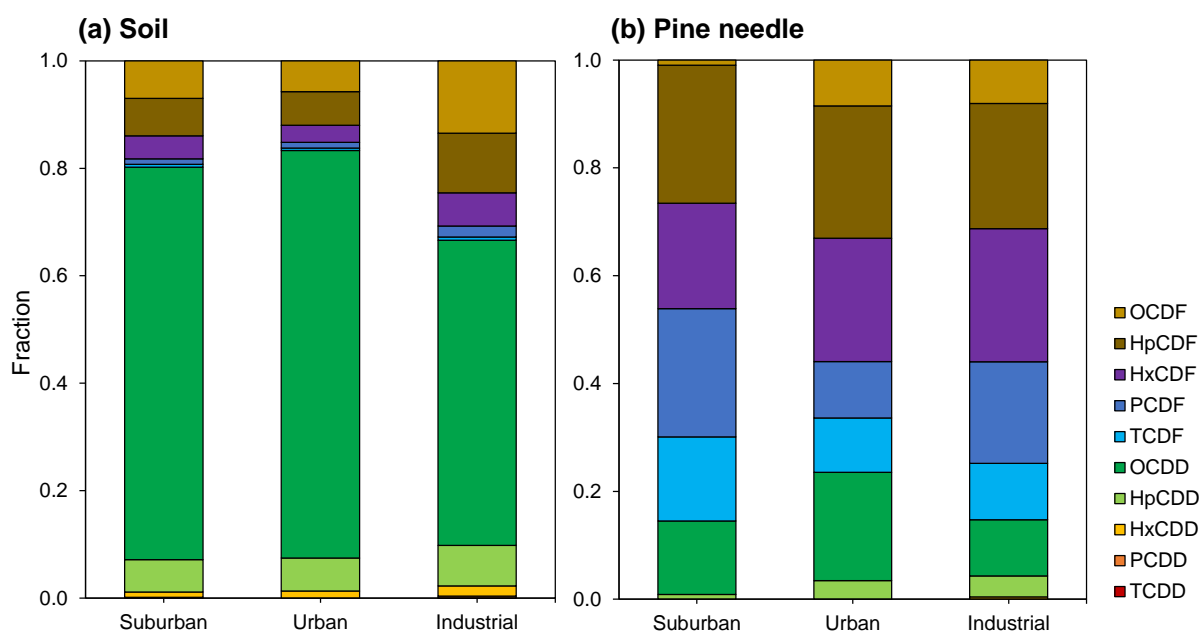 (a) Soil
(b) Pine needle
Fraction
1.0
0.8
0.6
0.4
0.2
0.0
Suburban
Urban
Industrial
1.0
0.8
0.6
0.4
0.2
0.0
Suburban
Urban
Industrial
OCDF
HpCDF
HxCDF
PCDF
TCDF
OCDD
HpCDD
HxCDD
PCDD
TCDD